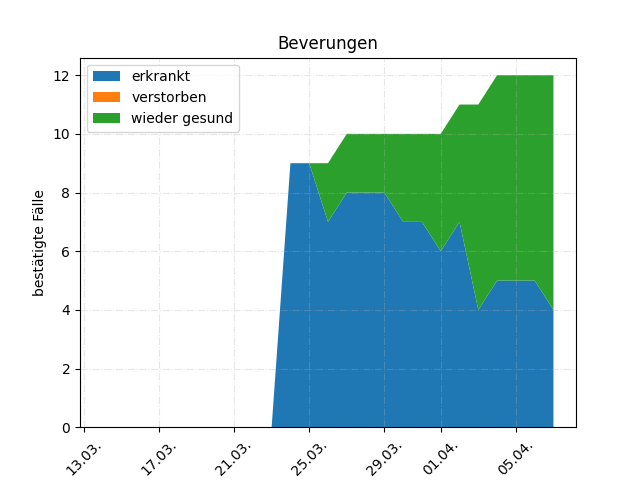 Beverungen
erkrankt
verstorben
wieder gesund
bestätigte Fälle
12
10
8
6
4
2
0
13.03.
17.03.
21.03.
25.03.
29.03.
01.04.
05.04.